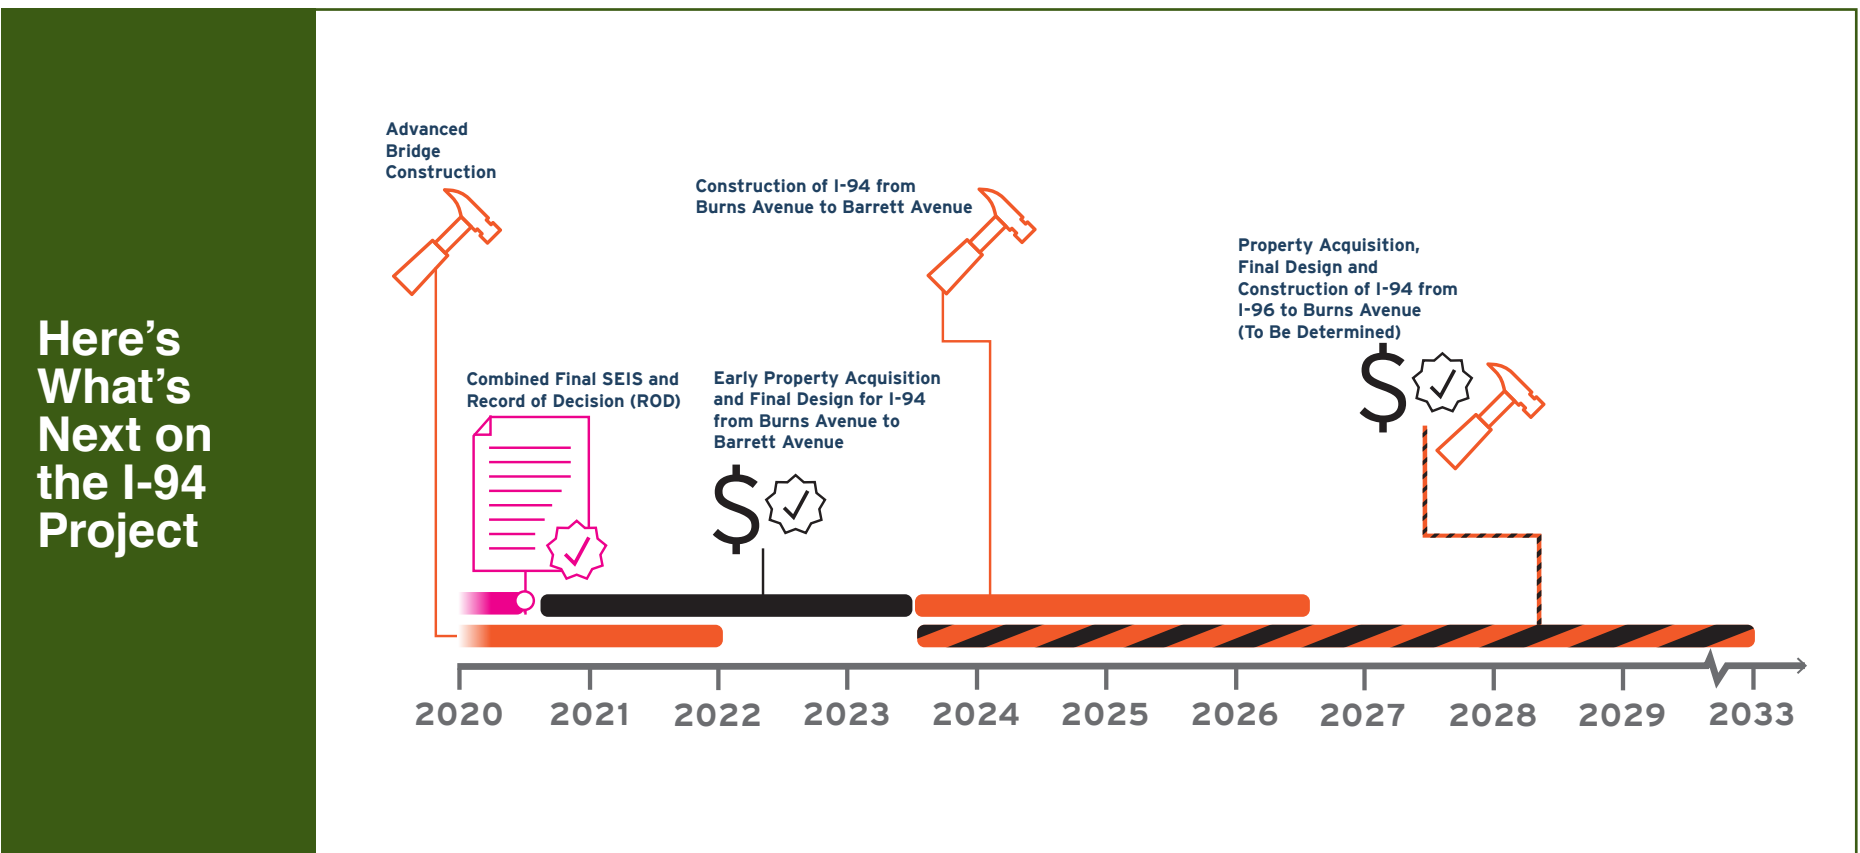 Here’s
What’s
Next on
the I-94
Project
Advanced
Bridge
Construction
Construction of I-94 from
Burns Avenue to Barrett Avenue
Property Acquisition,
Final Design and
Construction of I-94 from
I-96 to Burns Avenue
(To Be Determined)
Combined Final SEIS and
Record of Decision (ROD)
Early Property Acquisition
and Final Design for I-94
from Burns Avenue to
Barrett Avenue
$
$
2020 2021 2022 2023 2024 2025 2026 2027 2028 2029 2033